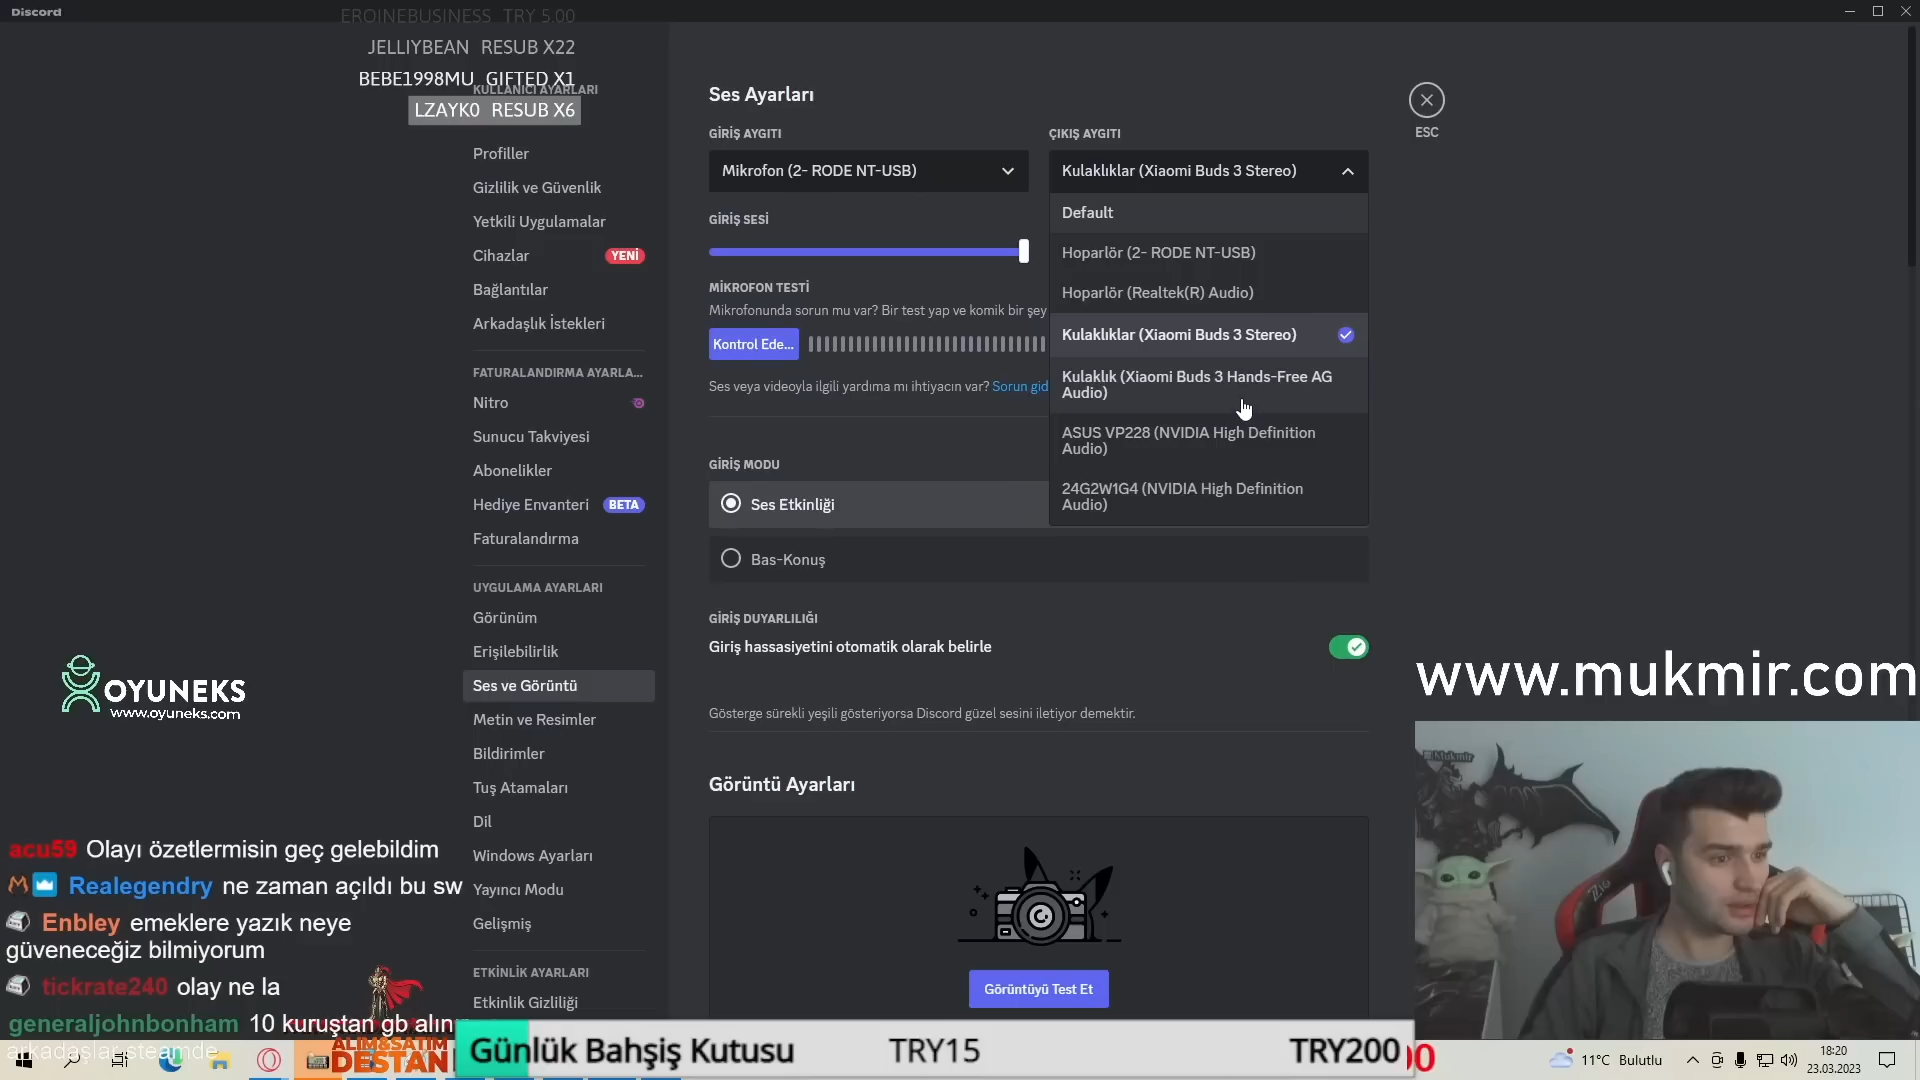 Discord
EROINEBUSINESS TRY 5.00
JELLIYBEAN RESUB X22
BEBE1998MU GIFTED X1
KULLANICI AYARLARI
LZAYK0 RESUB X6
Profiller
Gizlilik ve Güvenlik
Yetkili Uygulamalar
Cihazlar YENİ
Bağlantılar
Arkadaşlık İstekleri
FATURALANDIRMA AYARLA...
Nitro
Sunucu Takviyesi
Abonelikler
Hediye Envanteri BETA
Faturalandırma
UYGULAMA AYARLARI
Görünüm
Erişilebilirlik
Ses ve Görüntü
Metin ve Resimler
Bildirimler
Tuş Atamaları
Dil
Windows Ayarları
Yayıncı Modu
Gelişmiş
ETKİNLİK AYARLARI
Etkinlik Gizliliği
Ses Ayarları
GİRİŞ AYGITI
Mikrofon (2- RODE NT-USB)
GİRİŞ SESİ
MİKROFON TESTİ
Mikrofonunda sorun mu var? Bir test yap ve komik bir şey
Kontrol Ede...
Ses veya videoyla ilgili yardıma mı ihtiyacın var? Sorun gid
ÇIKIŞ AYGITI
Kulaklıklar (Xiaomi Buds 3 Stereo)
Default
Hoparlör (2- RODE NT-USB)
Hoparlör (Realtek(R) Audio)
Kulaklıklar (Xiaomi Buds 3 Stereo)
Kulaklık (Xiaomi Buds 3 Hands-Free AG
Audio)
ASUS VP228 (NVIDIA High Definition
Audio)
24G2W1G4 (NVIDIA High Definition
Audio)
ESC
GİRİŞ MODU
Ses Etkinliği
Bas-Konuş
GİRİŞ DUYARLILIĞI
Giriş hassasiyetini otomatik olarak belirle
Gösterge sürekli yeşili gösteriyorsa Discord güzel sesini iletiyor demektir.
Görüntü Ayarları
Görüntüyü Test Et
OYUNEKS
www.oyuneks.com
www.mukmir.com
Mukmir
acu59 Olayı özetlermisin geç gelebildim
Realegendry ne zaman açıldı bu sw
Enbley emeklere yazık neye
güveneceğiz bilmiyorum
tickrate240 olay ne la
generaljohnbonham 10 kuruştan gb alın
arkadaşlar steamde
ALIM&SATIM
DESTAN
Günlük Bahşiş Kutusu TRY15 TRY200
11°C Bulutlu
18:20
23.03.2023